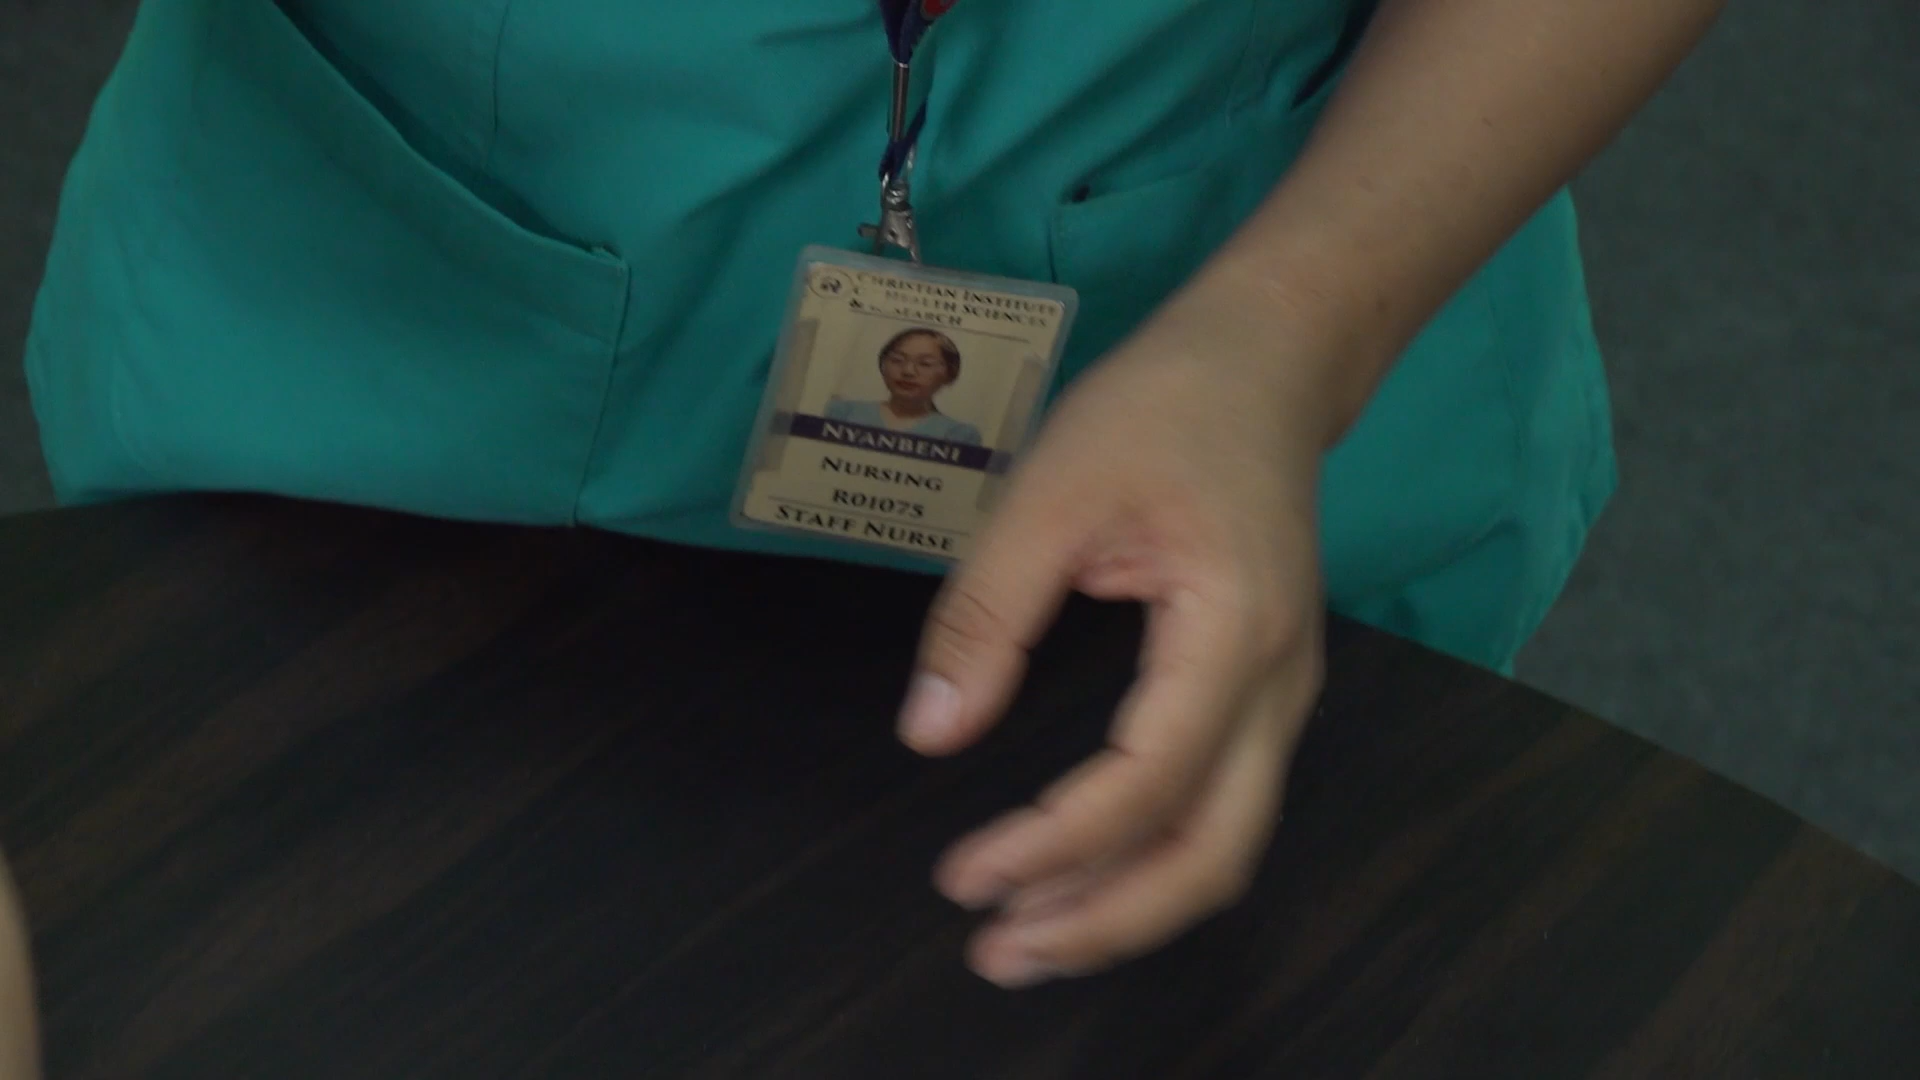 CHRISTIAN INSTITUTE
HEALTH SCIENCES
&
NYANBENI
NURSING
R01075
STAFF NURSE